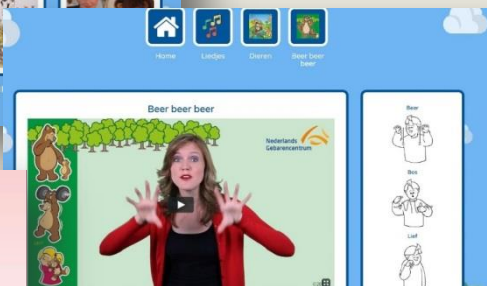 Home
Liedjes
Dieren
Beer beer
beer
Beer beer beer
Nederlands
Gebarencentrum
Beer
Bos
Lief